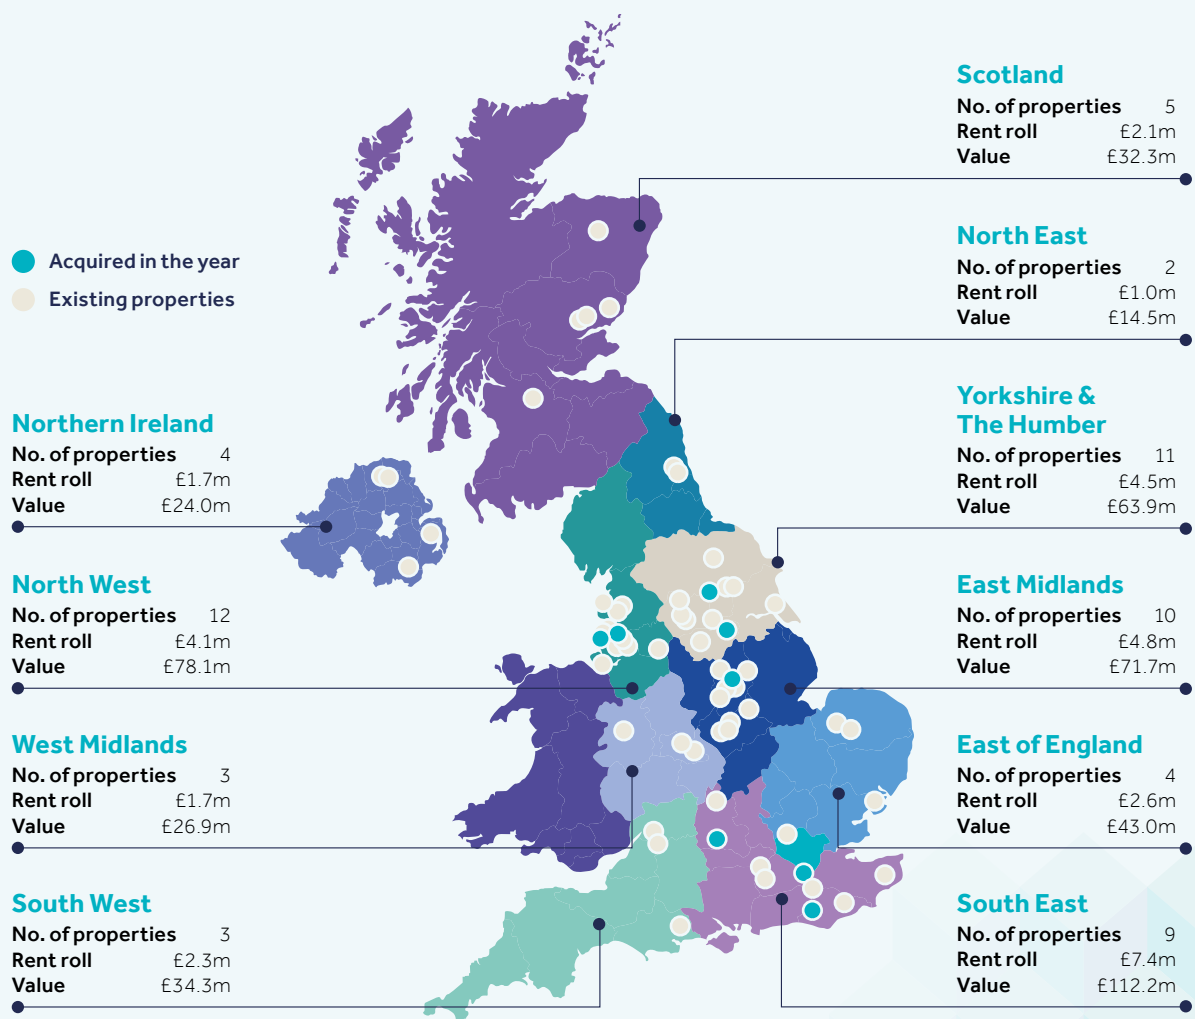 Acquired in the year
Existing properties
Northern Ireland
No. of properties 4
Rent roll £1.7m
Value £24.0m
North West
No. of properties 12
Rent roll £4.1m
Value £78.1m
West Midlands
No. of properties 3
Rent roll £1.7m
Value £26.9m
South West
No. of properties 3
Rent roll £2.3m
Value £34.3m
Scotland
No. of properties 5
Rent roll £2.1m
Value £32.3m
North East
No. of properties 2
Rent roll £1.0m
Value £14.5m
Yorkshire &
The Humber
No. of properties 11
Rent roll £4.5m
Value £63.9m
East Midlands
No. of properties 10
Rent roll £4.8m
Value £71.7m
East of England
No. of properties 4
Rent roll £2.6m
Value £43.0m
South East
No. of properties 9
Rent roll £7.4m
Value £112.2m